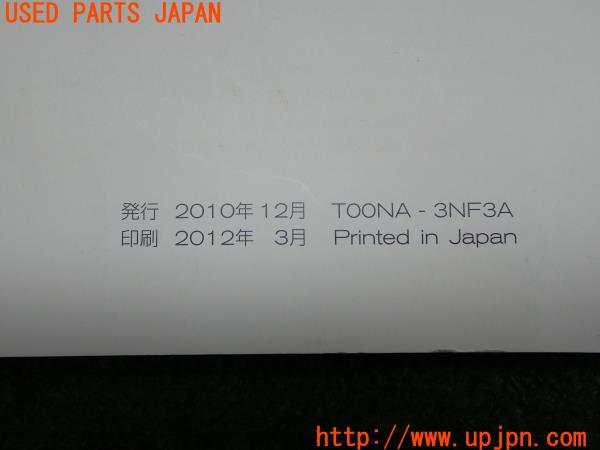 USED PARTS JAPAN
発行 2010年 12月 T00NA - 3NF3A
印刷 2012年 3月 Printed in Japan
http://www.upjpn.com/